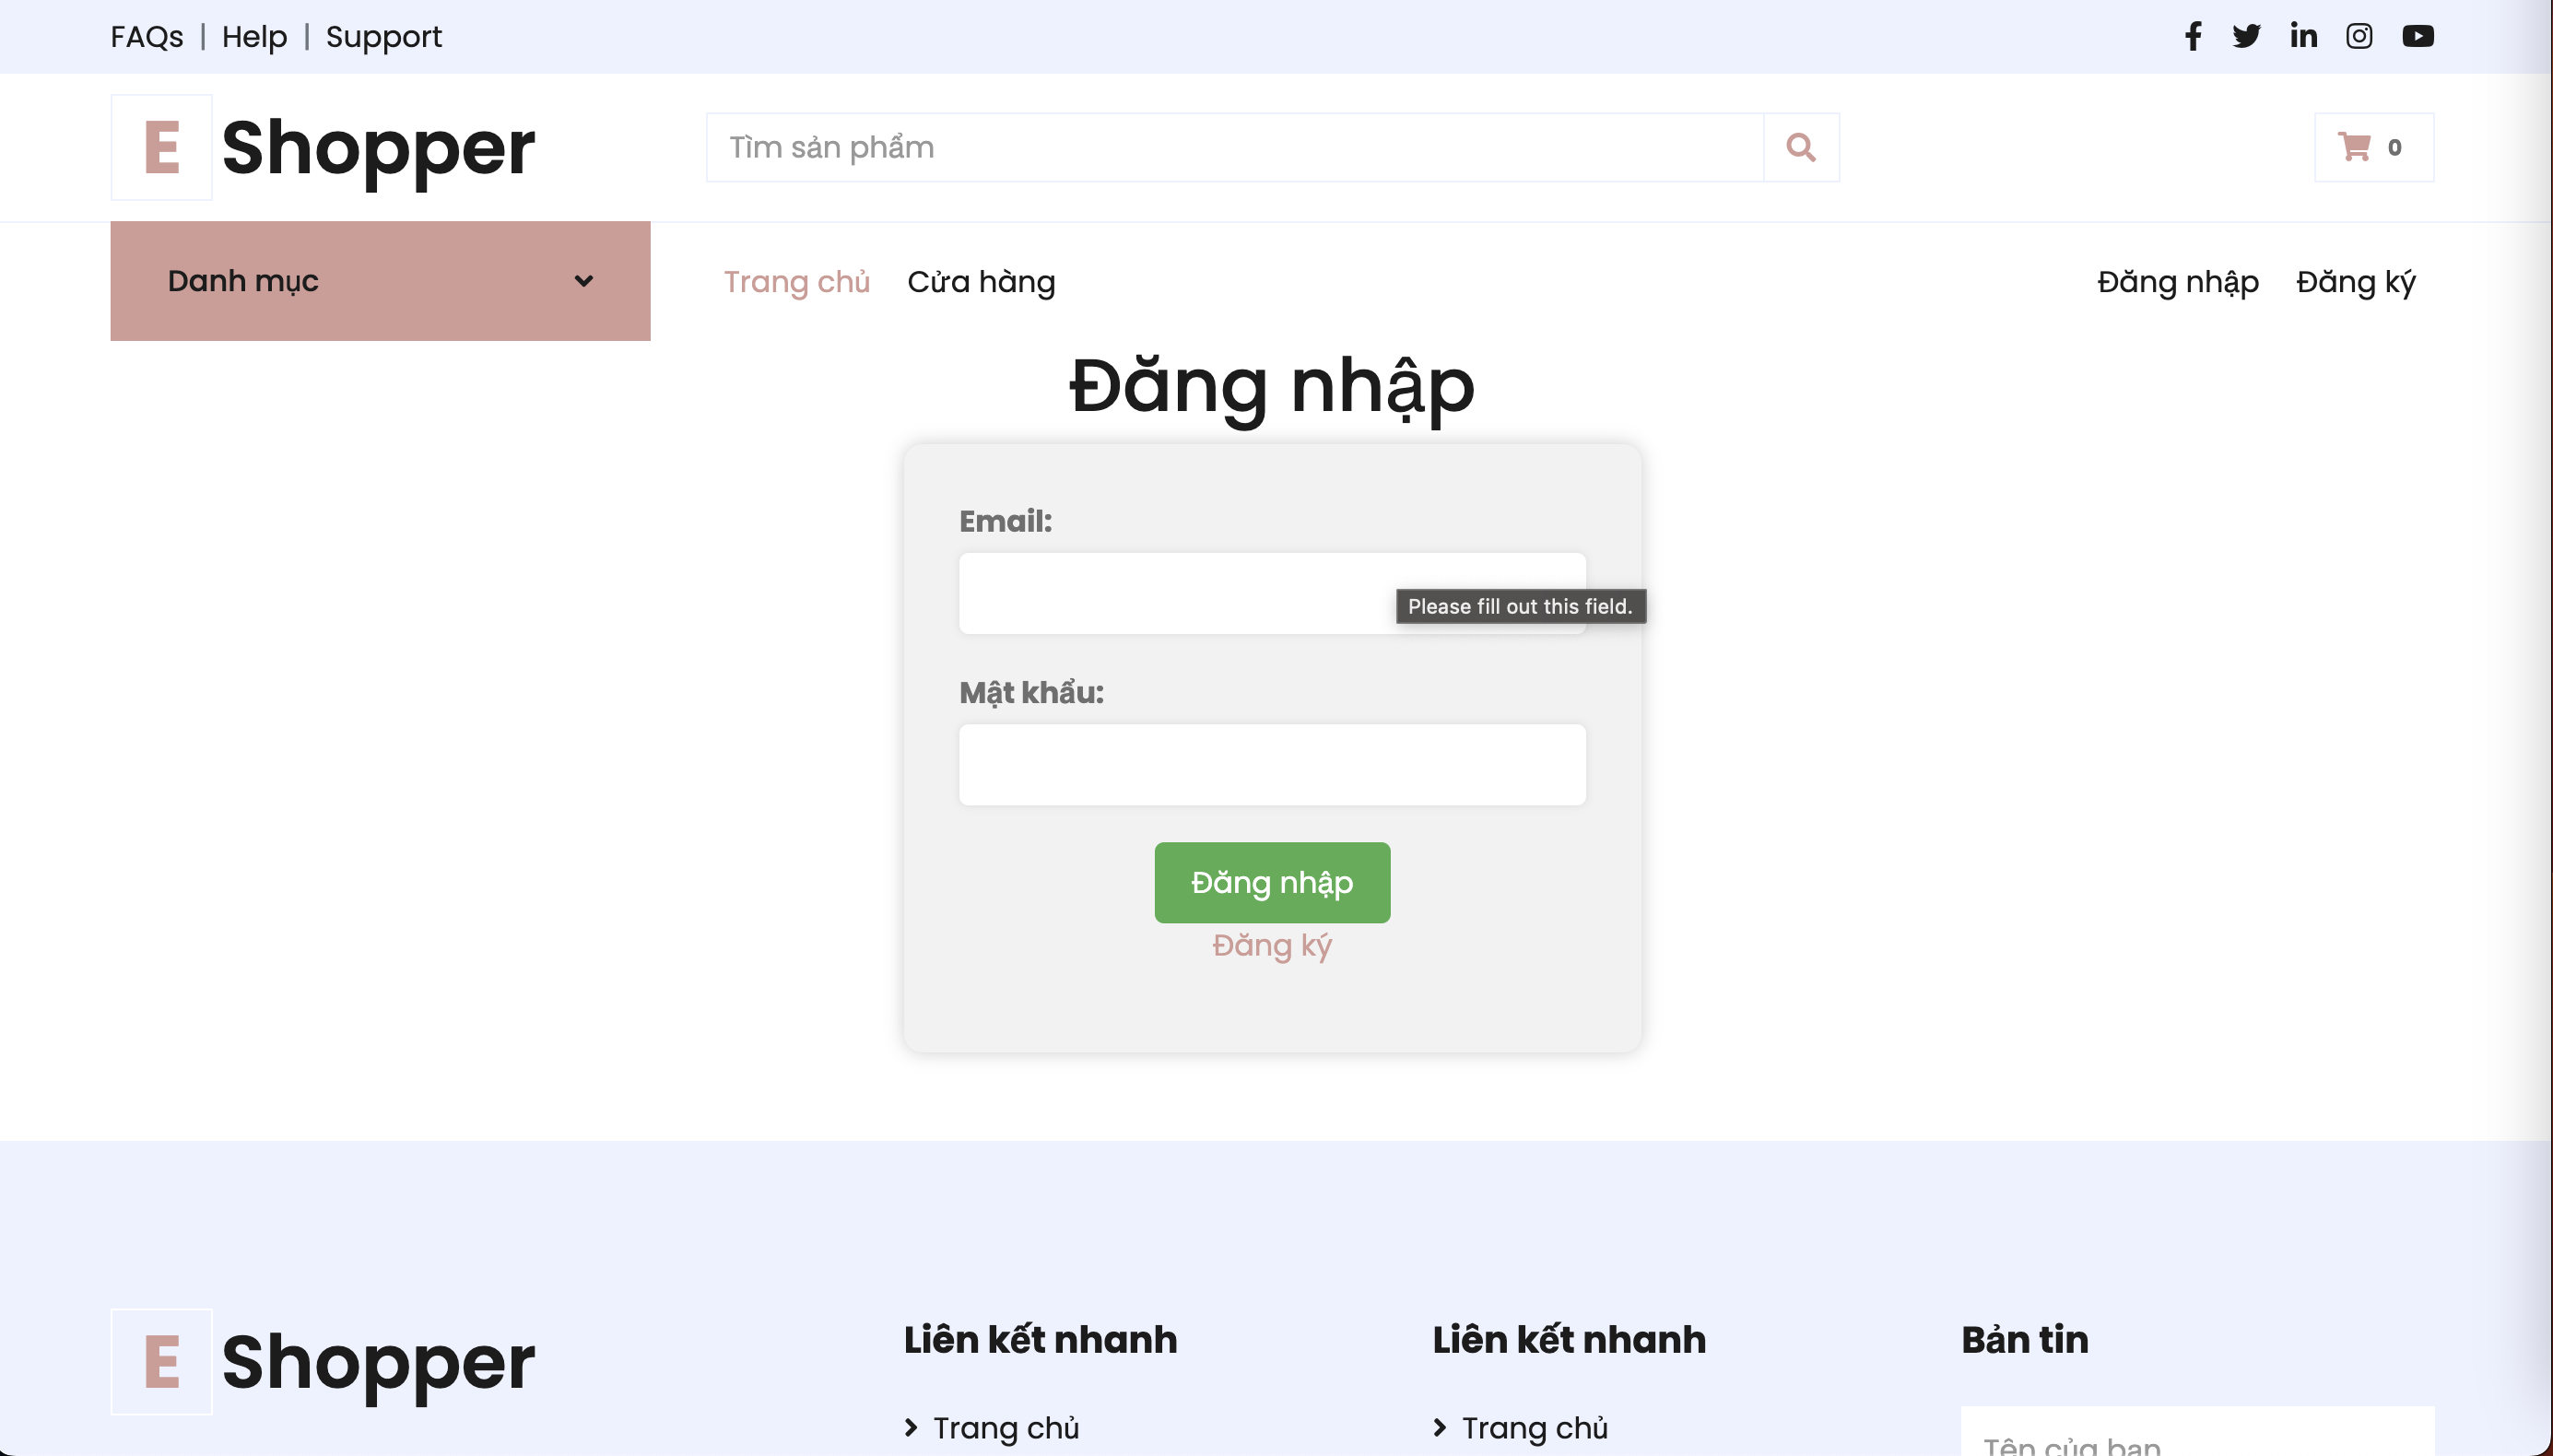 FAQs | Help | Support
E Shopper
Tìm sản phẩm
0
Danh mục
Trang chủ Cửa hàng
Đăng nhập Đăng ký
Đăng nhập
Email:
Please fill out this field.
Mật khẩu:
Đăng nhập
Đăng ký
E Shopper
Liên kết nhanh
Trang chủ
Liên kết nhanh
Trang chủ
Bản tin
Tên của bạn